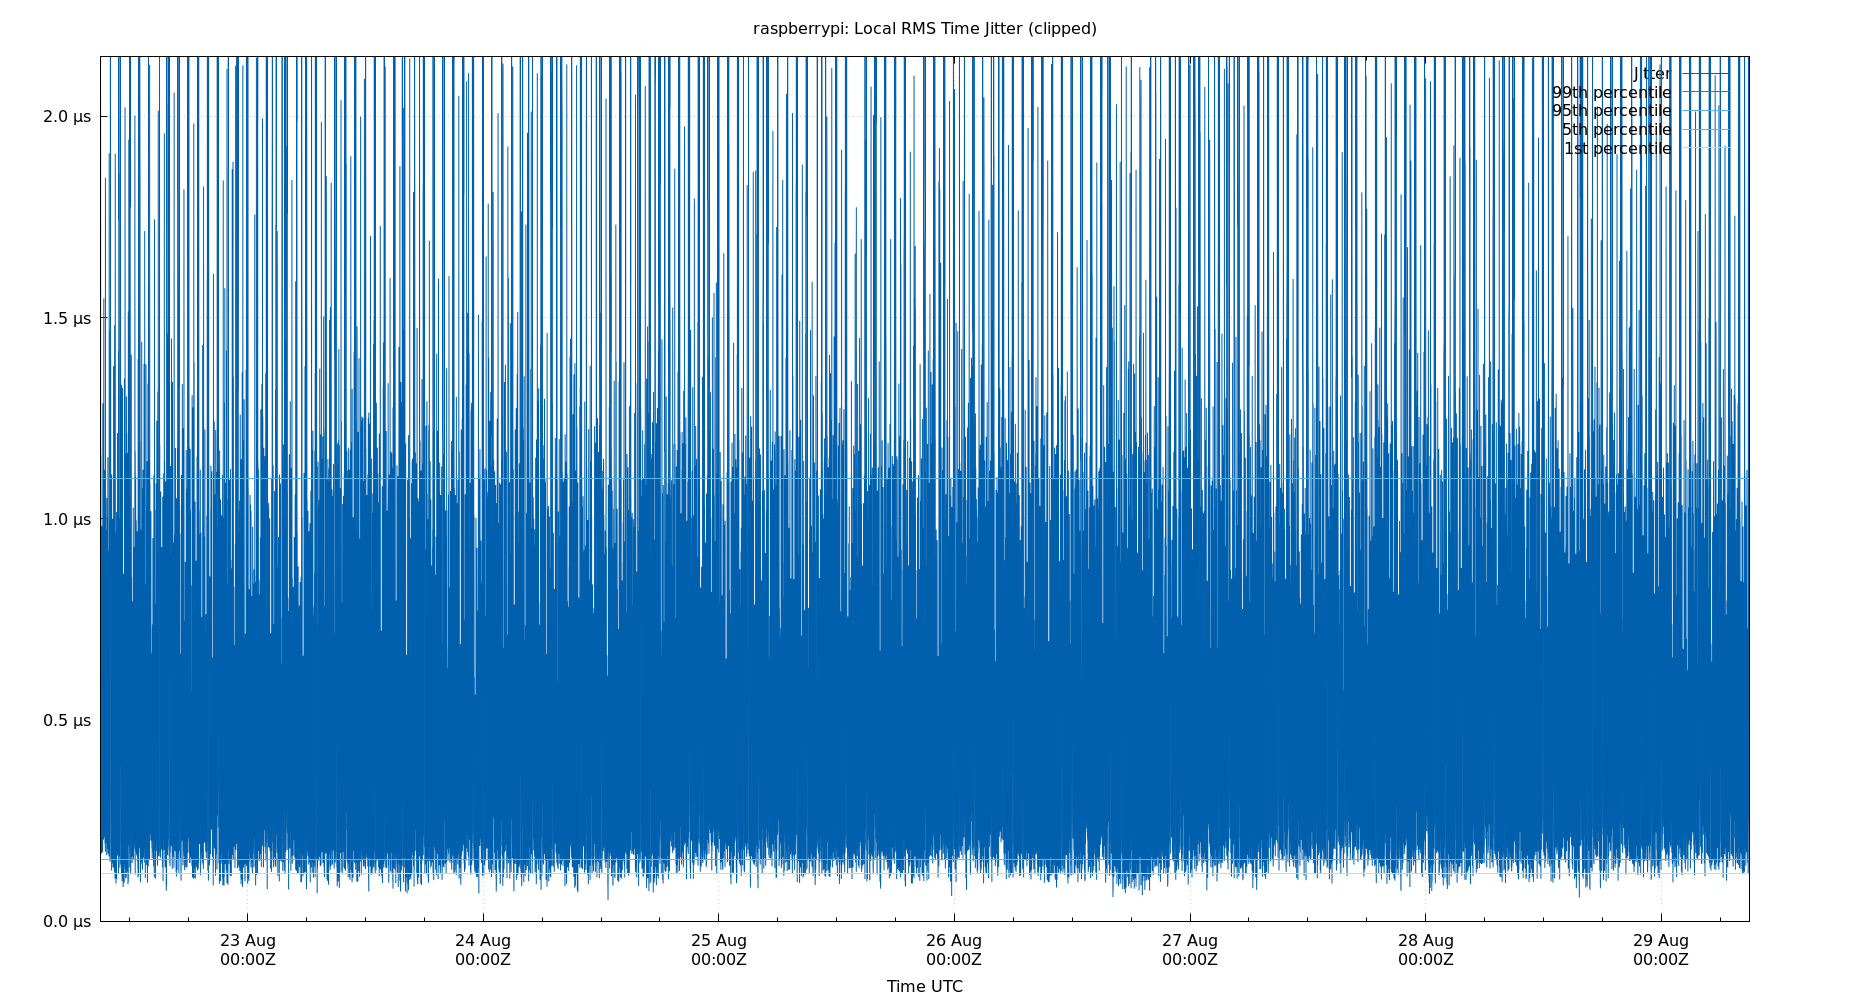 raspberrypi: Local RMS Time Jitter (clipped)
Jitter
99th percentile
95th percentile
5th percentile
1st percentile
2.0 µs
1.5 µs
1.0 µs
0.5 µs
0.0 µs
23 Aug
00:00Z
24 Aug
00:00Z
25 Aug
00:00Z
26 Aug
00:00Z
27 Aug
00:00Z
28 Aug
00:00Z
29 Aug
00:00Z
Time UTC